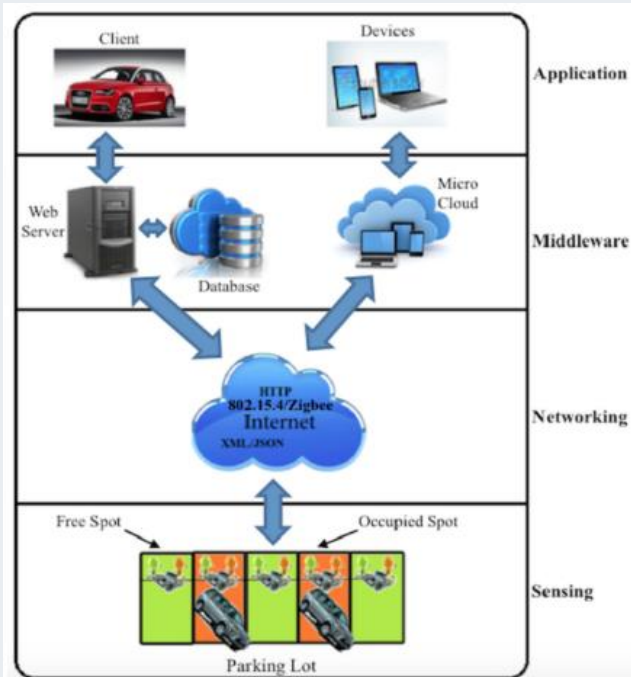 Client
Devices
Application
Web
Server
Database
Micro
Cloud
Middleware
HTTP
802.15.4/Zigbee
Internet
XML/JSON
Networking
Free Spot
Occupied Spot
Sensing
Parking Lot